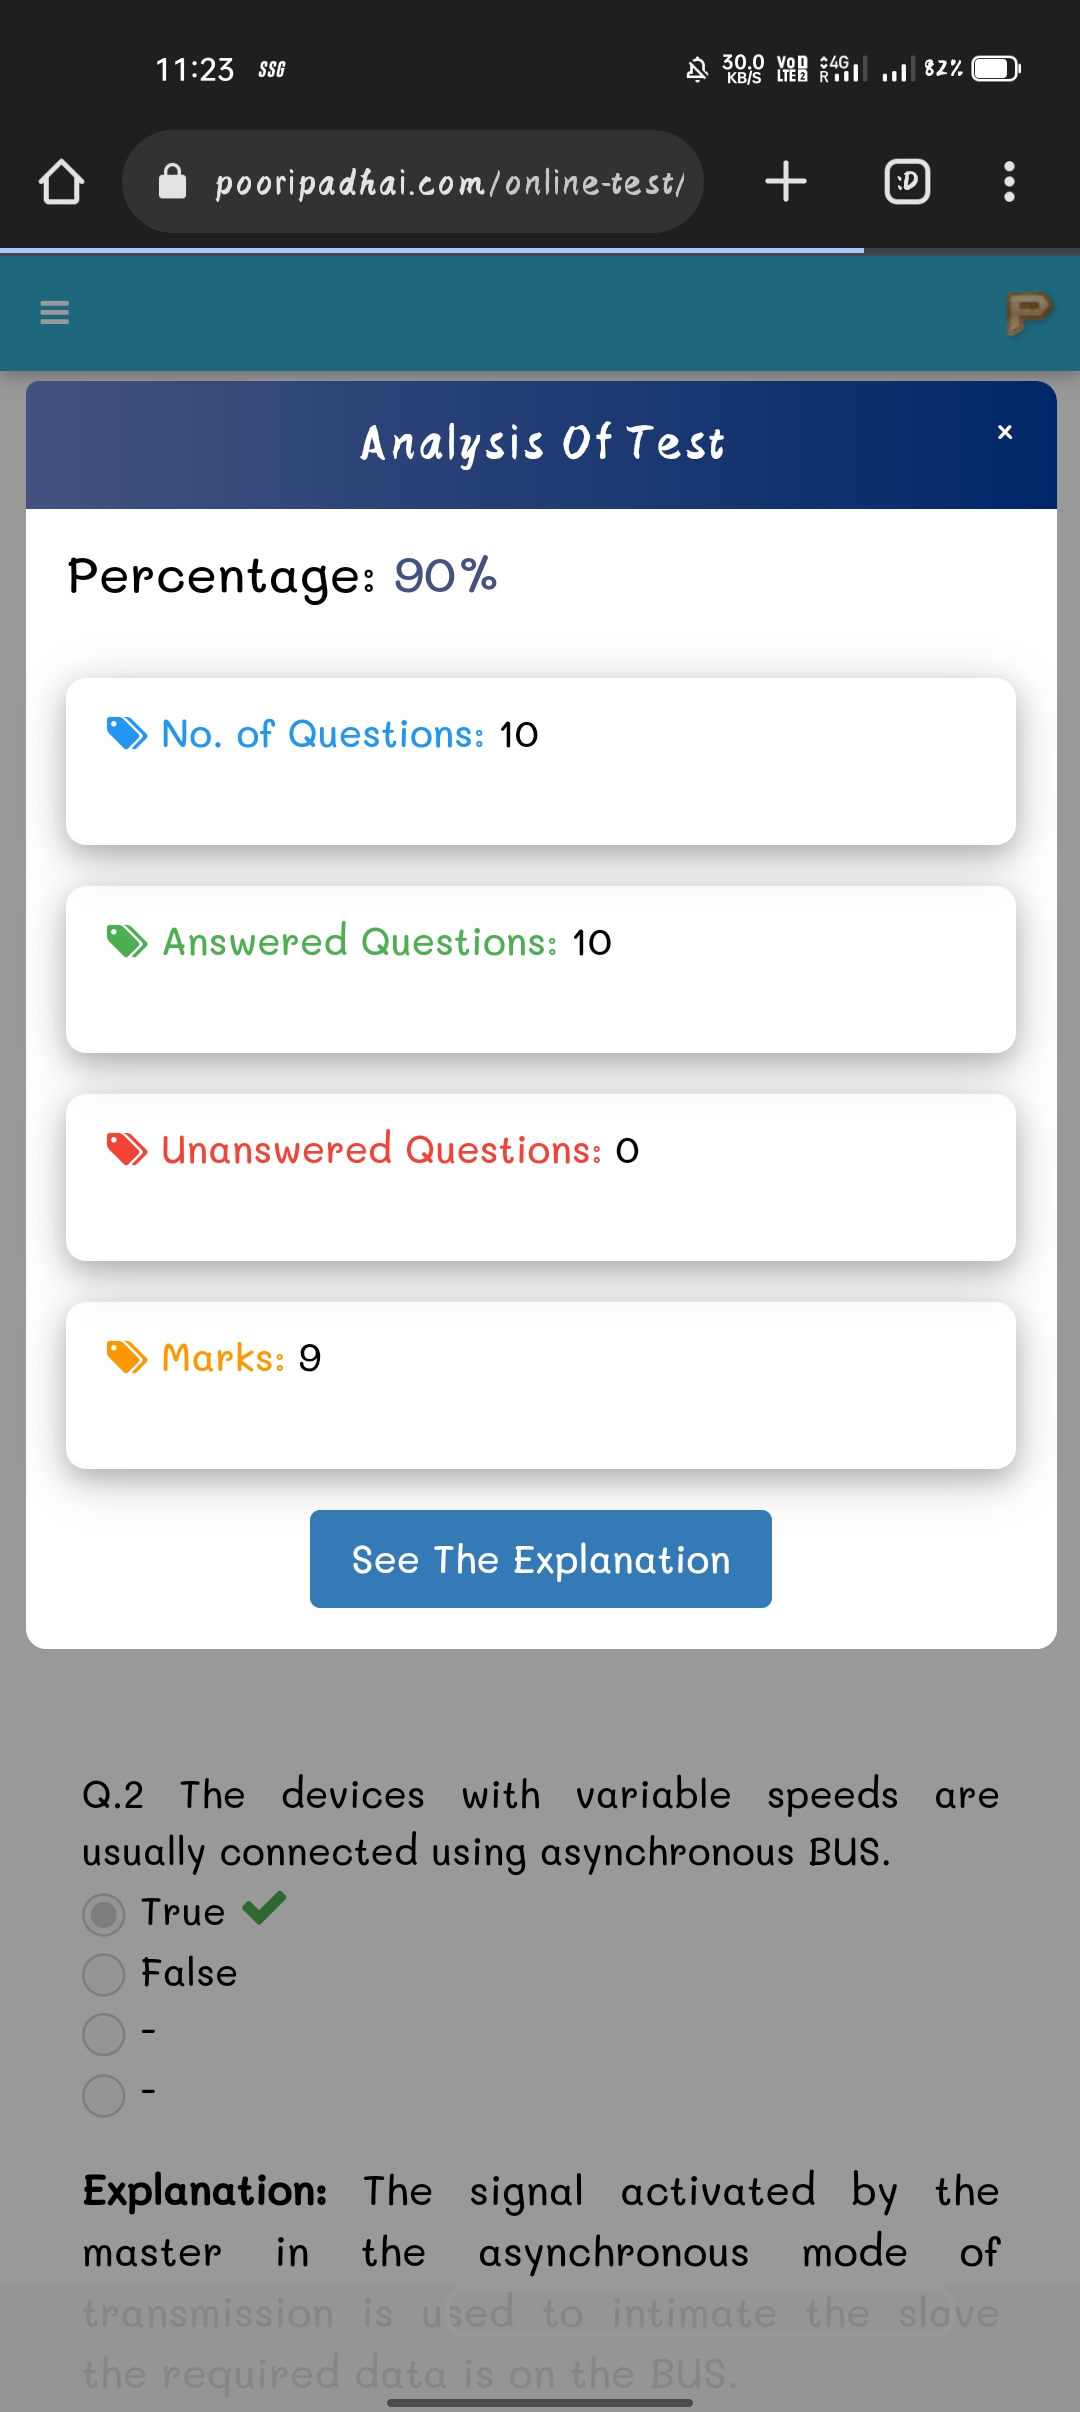 11:23 SSG 30.0 KB/S VoD LTE2 4G R 82%
pooripadhai.com/online-test/
:D
P
Analysis Of Test
×
Percentage: 90%
No. of Questions: 10
Answered Questions: 10
Unanswered Questions: 0
Marks: 9
See The Explanation
Q.2 The devices with variable speeds are
usually connected using asynchronous BUS.
True
False
-
-
Explanation: The signal activated by the
master in the asynchronous mode of
transmission is used to intimate the slave
the required data is on the BUS.